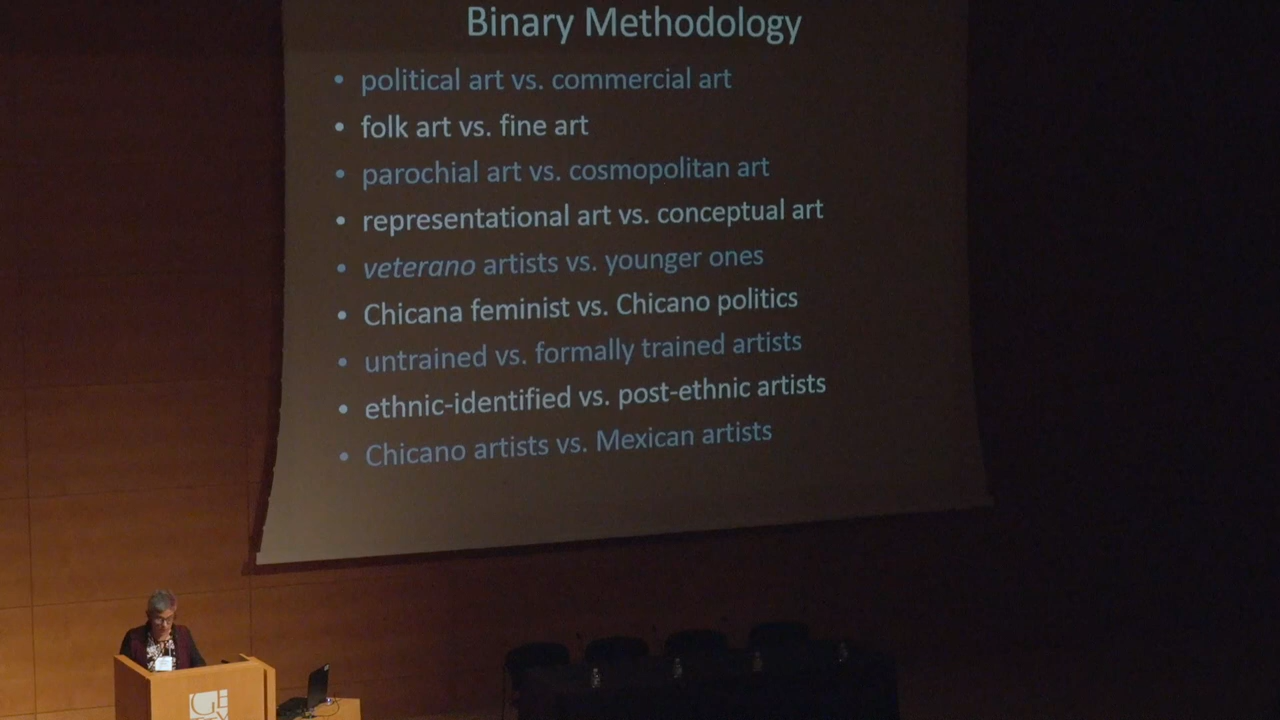 Binary Methodology
• political art vs. commercial art
• folk art vs. fine art
• parochial art vs. cosmopolitan art
• representational art vs. conceptual art
• veterano artists vs. younger ones
• Chicana feminist vs. Chicano politics
• untrained vs. formally trained artists
• ethnic-identified vs. post-ethnic artists
• Chicano artists vs. Mexican artists